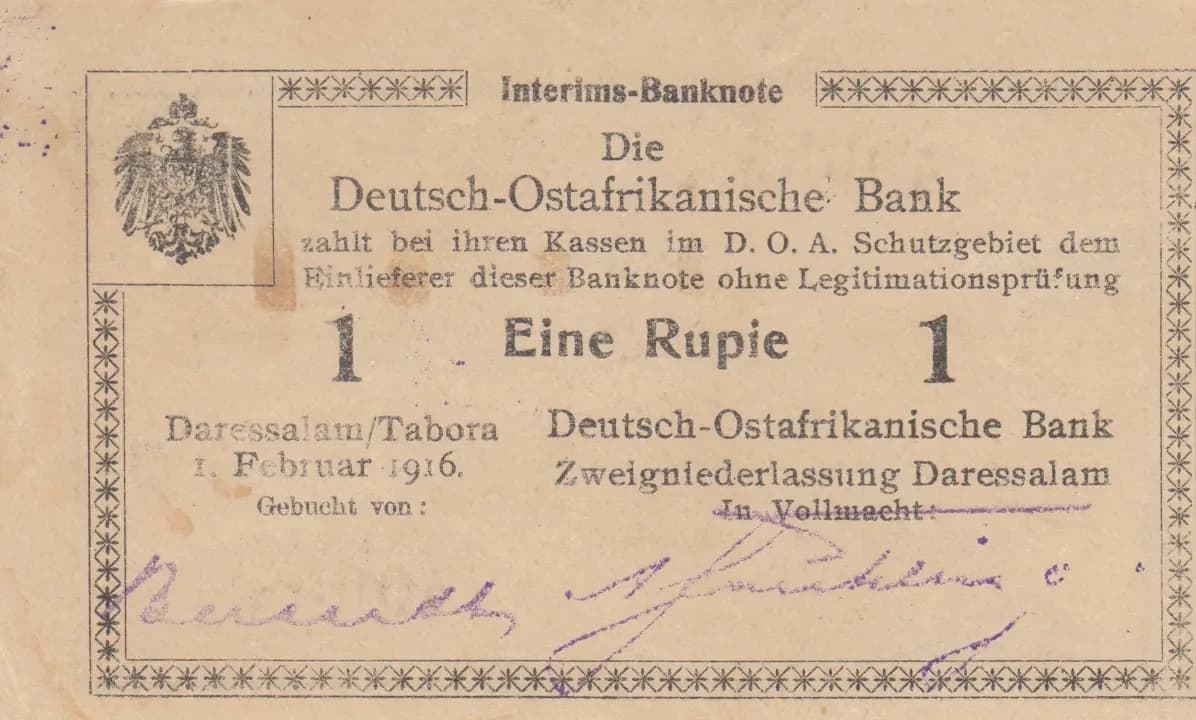 Interims-Banknote
Die
Deutsch-Ostafrikanische Bank
zahlt bei ihren Kassen im D. O. A. Schutzgebiet dem
Einlieferer dieser Banknote ohne Legitimationsprüfung
1 Eine Rupie 1
Daressalam/Tabora
1. Februar 1916.
Gebucht von:
Deutsch-Ostafrikanische Bank
Zweigniederlassung Daressalam
In Vollmacht: